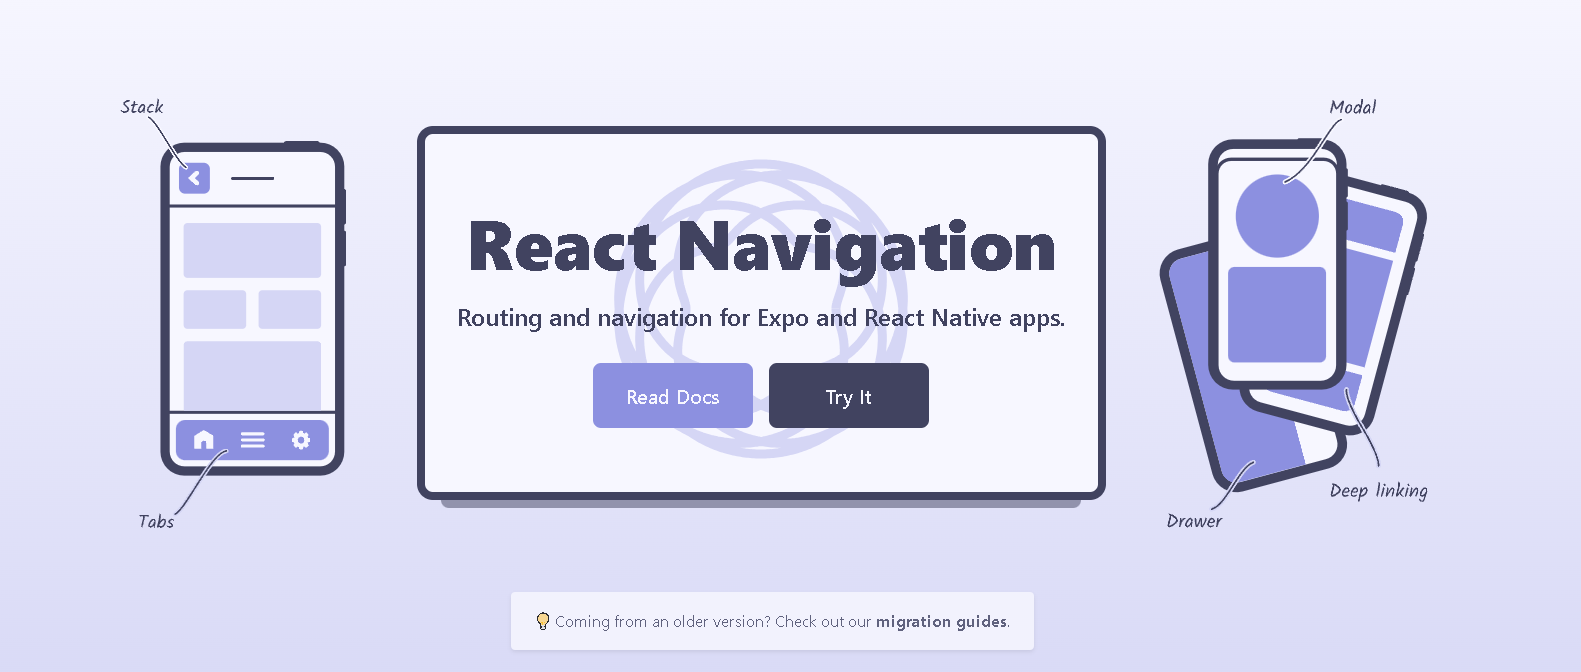 Stack
Modal
React Navigation
Routing and navigation for Expo and React Native apps.
Read Docs
Try It
Deep linking
Tabs
Drawer
Coming from an older version? Check out our migration guides.